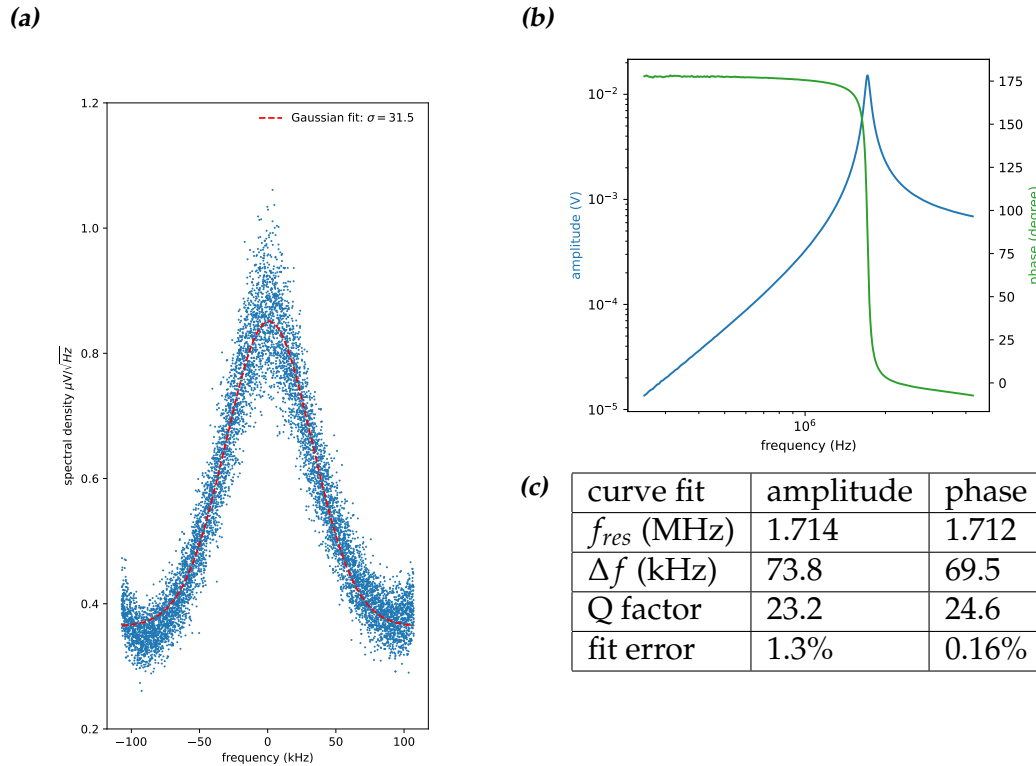 (a)
1.2
1.0
0.8
0.6
0.4
0.2
spectral density μV/√Hz
−100
−50
0
50
100
frequency (kHz)
Gaussian fit: σ = 31.5
(b)
10⁻²
10⁻³
10⁻⁴
10⁻⁵
amplitude (V)
175
150
125
100
75
50
25
0
phase (degree)
10⁶
frequency (Hz)
(c)
curve fit amplitude phase
f_res (MHz) 1.714 1.712
Δf (kHz) 73.8 69.5
Q factor 23.2 24.6
fit error 1.3% 0.16%